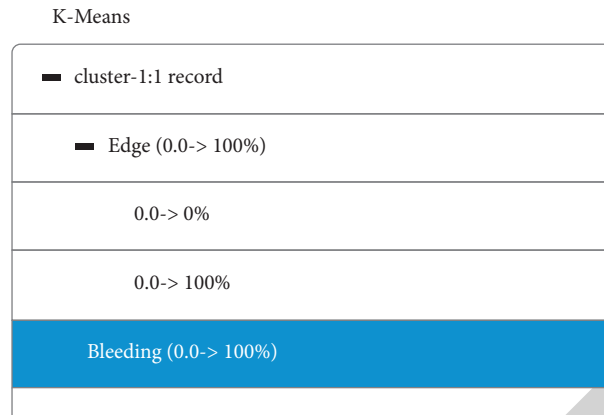 K-Means
cluster-1:1 record
Edge (0.0-> 100%)
0.0-> 0%
0.0-> 100%
Bleeding (0.0-> 100%)